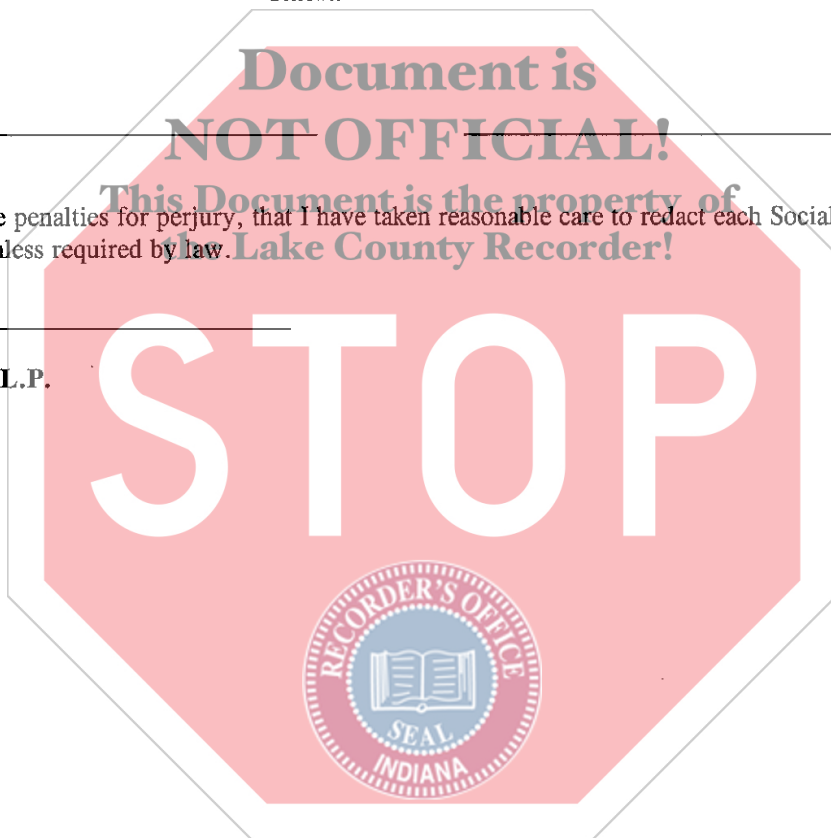 Document is
NOT OFFICIAL!
This Document is the property of
e penalties for perjury, that I have taken reasonable care to redact each Social
less required by law.
the Lake County Recorder!
L.P.
STOP
RECORDER'S OFFICE
SEAL
INDIANA